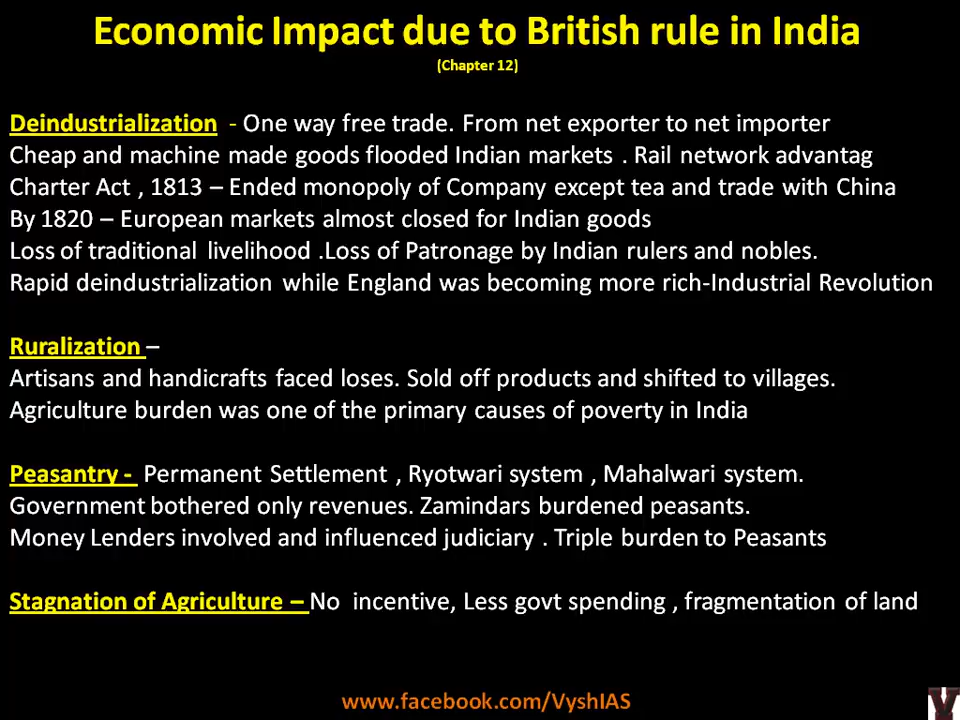 Economic Impact due to British rule in India
(Chapter 12)
Deindustrialization - One way free trade. From net exporter to net importer
Cheap and machine made goods flooded Indian markets . Rail network advantag
Charter Act , 1813 – Ended monopoly of Company except tea and trade with China
By 1820 – European markets almost closed for Indian goods
Loss of traditional livelihood .Loss of Patronage by Indian rulers and nobles.
Rapid deindustrialization while England was becoming more rich-Industrial Revolution
Ruralization –
Artisans and handicrafts faced loses. Sold off products and shifted to villages.
Agriculture burden was one of the primary causes of poverty in India
Peasantry - Permanent Settlement , Ryotwari system , Mahalwari system.
Government bothered only revenues. Zamindars burdened peasants.
Money Lenders involved and influenced judiciary . Triple burden to Peasants
Stagnation of Agriculture – No incentive, Less govt spending , fragmentation of land
www.facebook.com/VyshIAS
V